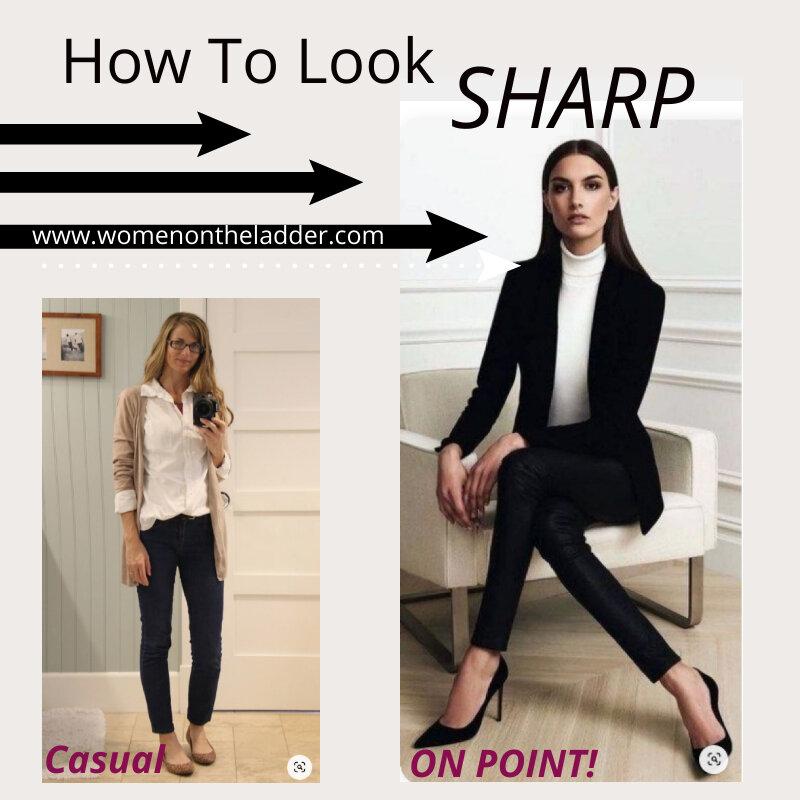 How To Look
SHARP
www.womenontheladder.com
Casual
ON POINT!